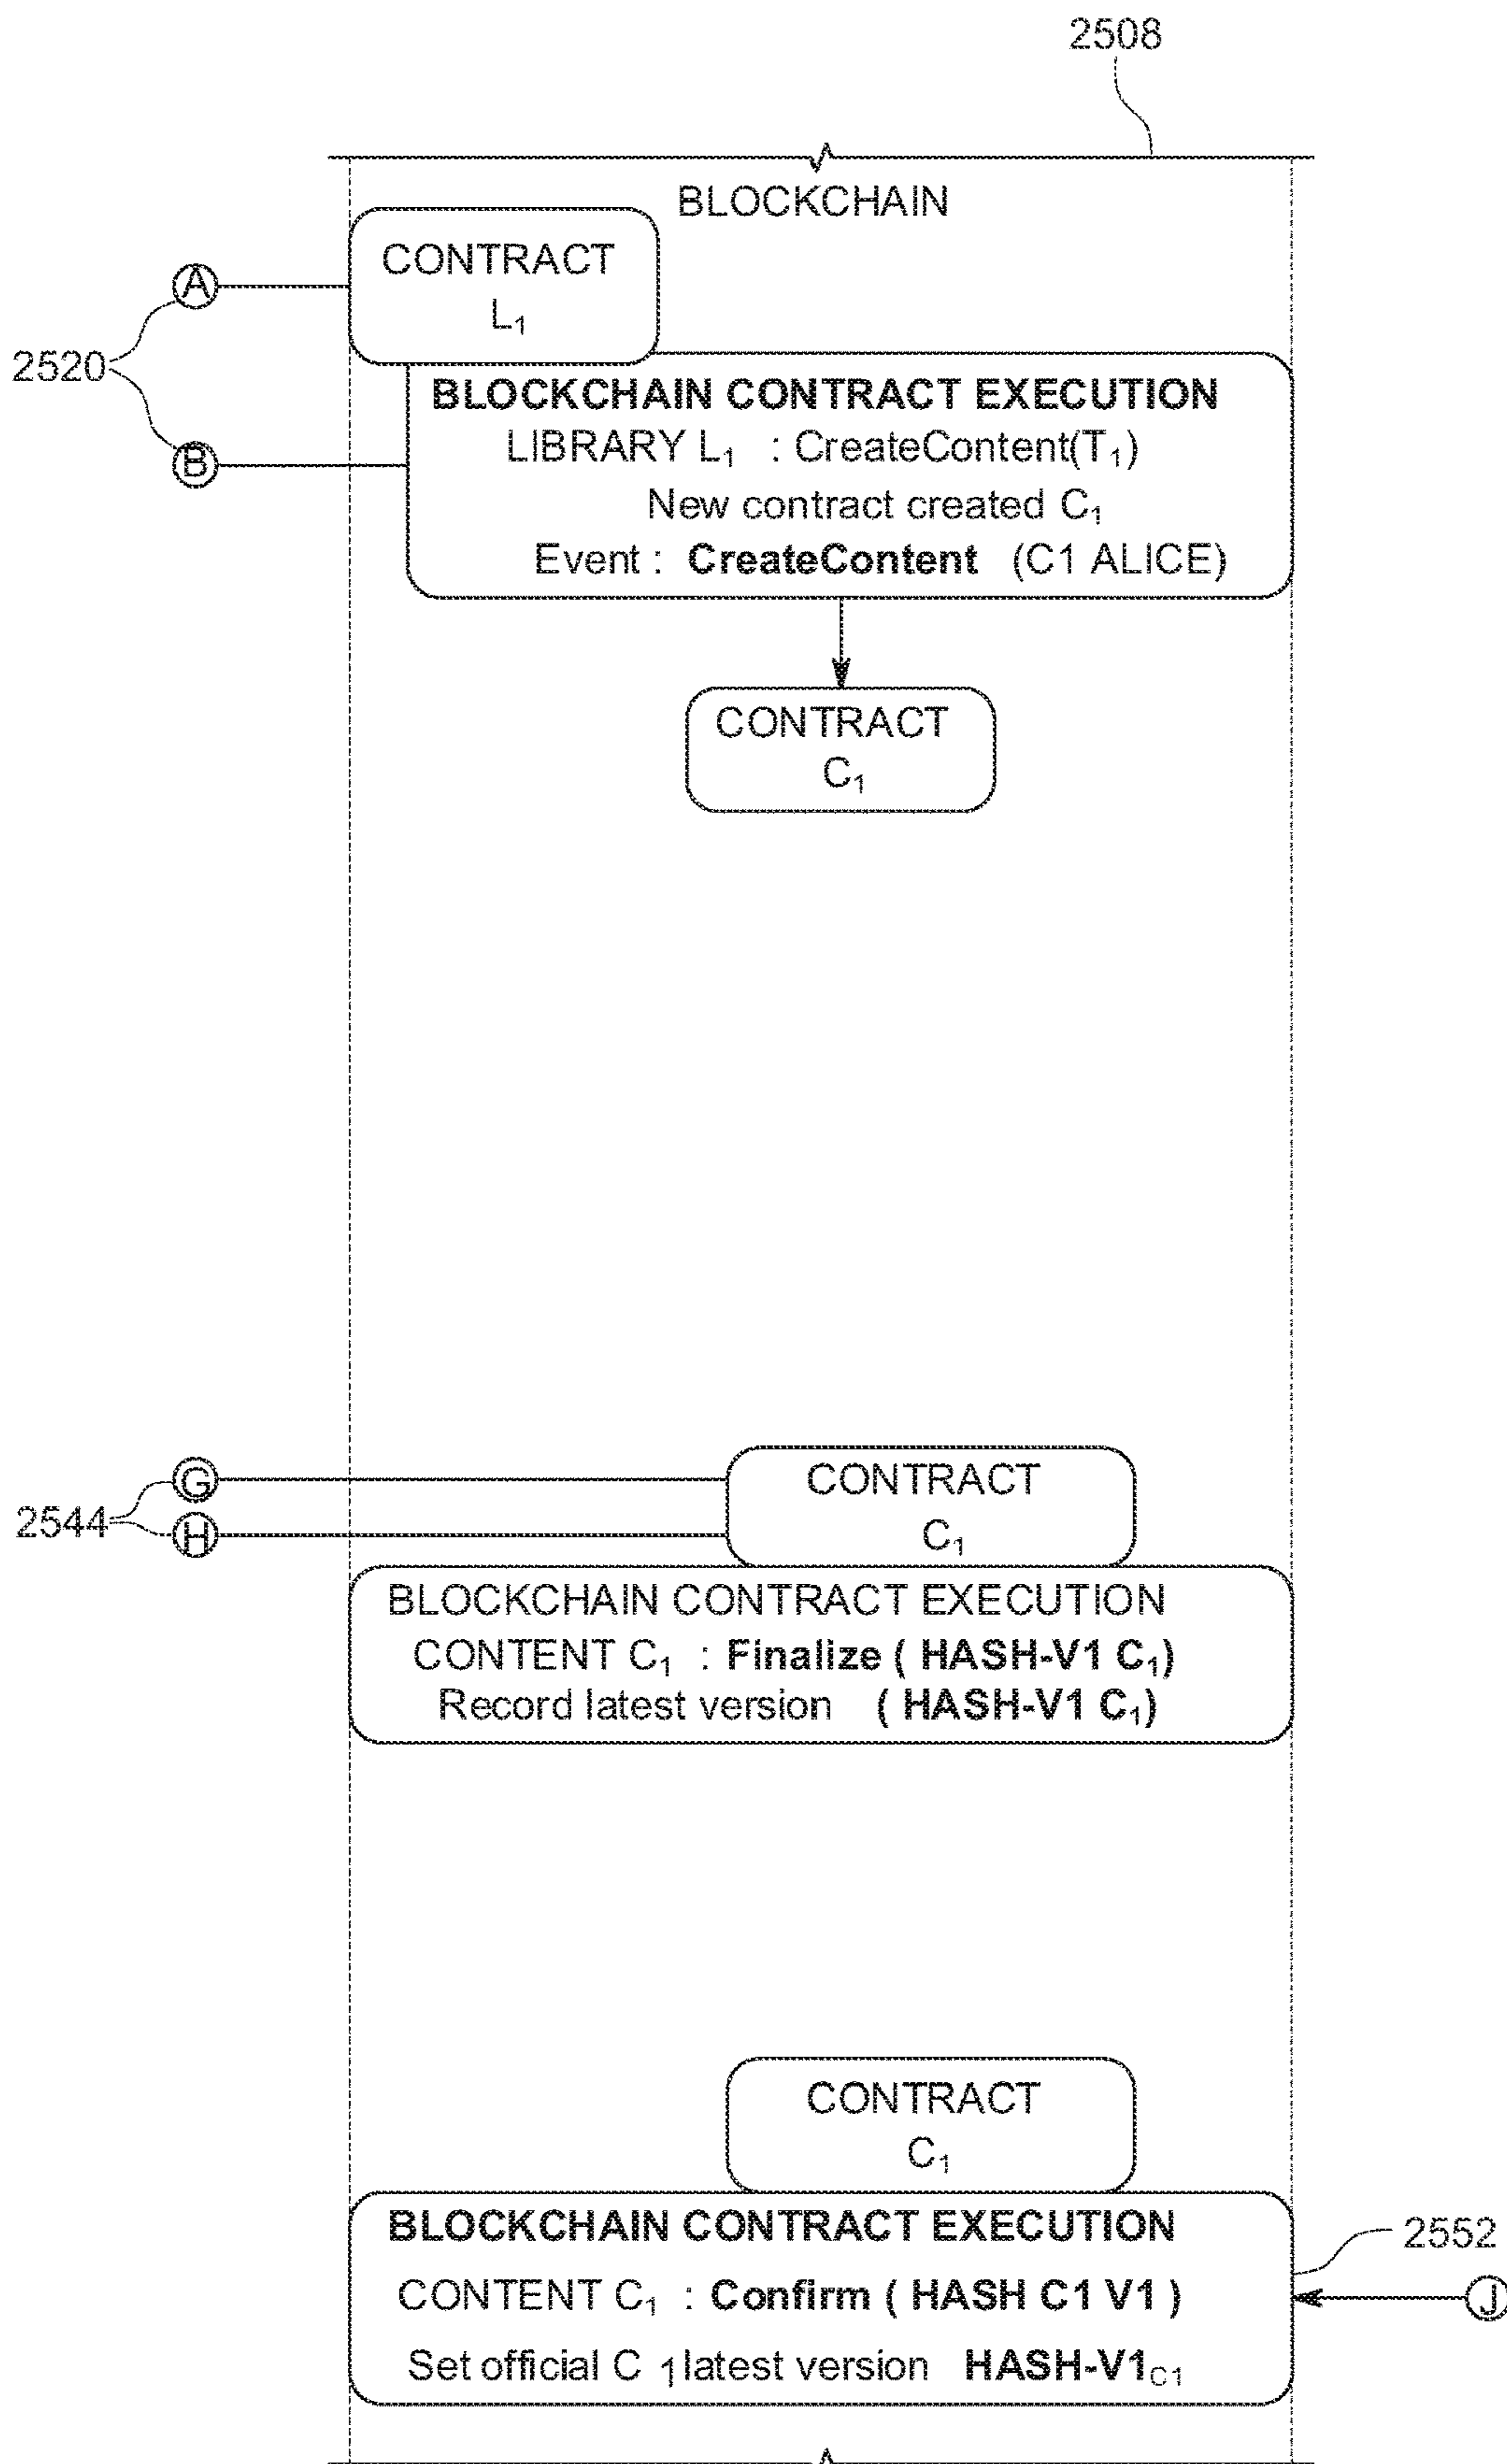 2508
BLOCKCHAIN
CONTRACT
L₁
A
2520
B
BLOCKCHAIN CONTRACT EXECUTION
LIBRARY L₁ : CreateContent(T₁)
New contract created C₁
Event : CreateContent (C1 ALICE)
CONTRACT
C₁
G
2544
H
CONTRACT
C₁
BLOCKCHAIN CONTRACT EXECUTION
CONTENT C₁ : Finalize ( HASH-V1 C₁)
Record latest version ( HASH-V1 C₁)
CONTRACT
C₁
BLOCKCHAIN CONTRACT EXECUTION
CONTENT C₁ : Confirm ( HASH C1 V1 )
Set official C 1 latest version HASH-V1C1
2552
J